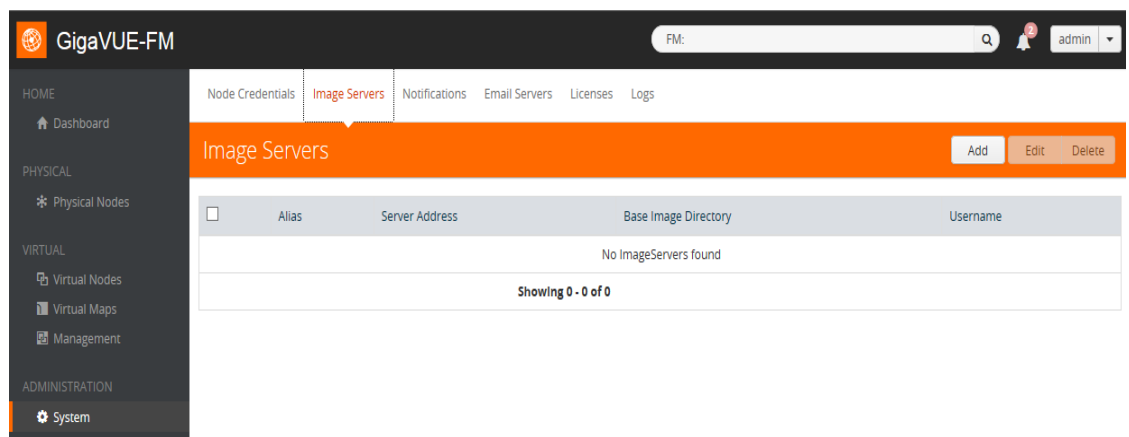 GigaVUE-FM
FM:
2
admin
HOME
Dashboard
PHYSICAL
Physical Nodes
VIRTUAL
Virtual Nodes
Virtual Maps
Management
ADMINISTRATION
System
Node Credentials Image Servers Notifications Email Servers Licenses Logs
Image Servers
Add Edit Delete
Alias Server Address Base Image Directory Username
No ImageServers found
Showing 0 - 0 of 0